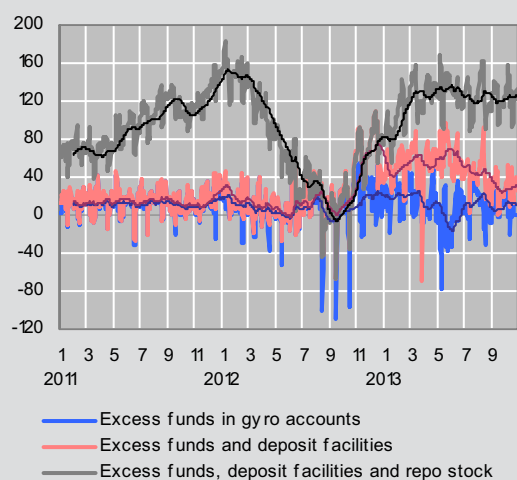 200
160
120
80
40
0
-40
-80
-120
1 3 5 7 9 11 1 3 5 7 9 11 1 3 5 7 9
2011 2012 2013
Excess funds in gyro accounts
Excess funds and deposit facilities
Excess funds, deposit facilities and repo stock